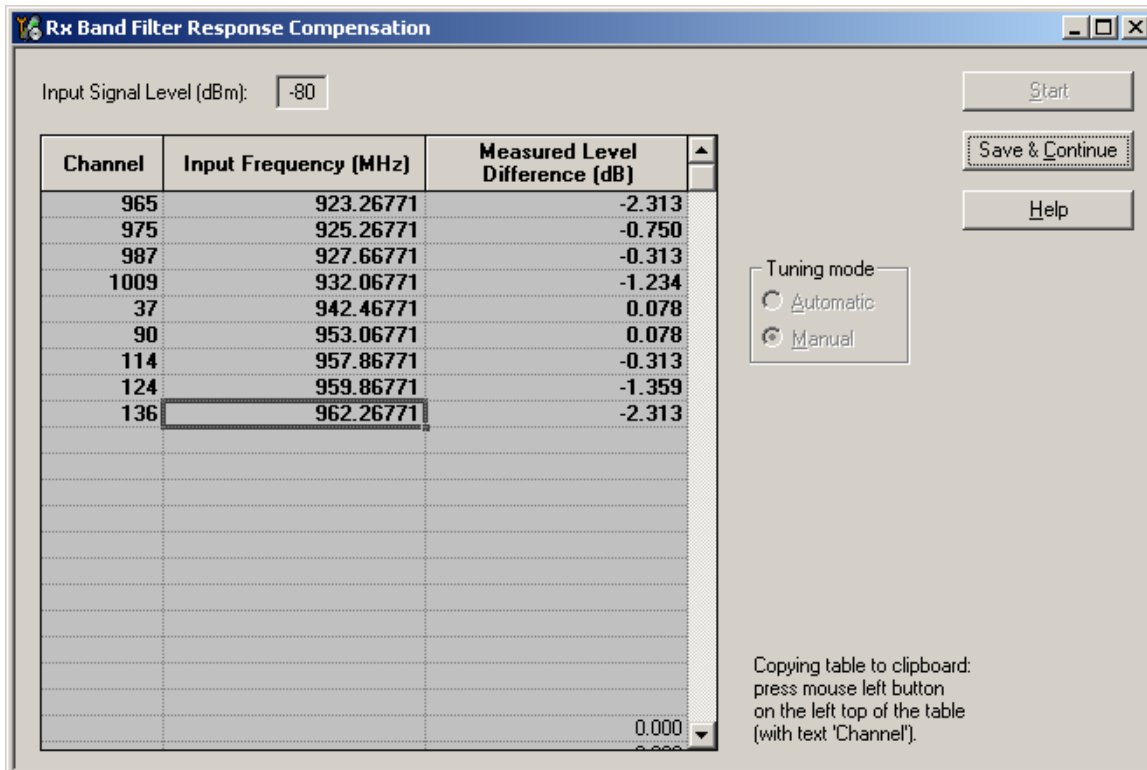 Rx Band Filter Response Compensation
Input Signal Level (dBm): -80
Start
Save & Continue
Help
Channel Input Frequency (MHz) Measured Level Difference (dB)
965 923.26771 -2.313
975 925.26771 -0.750
987 927.66771 -0.313
1009 932.06771 -1.234
37 942.46771 0.078
90 953.06771 0.078
114 957.86771 -0.313
124 959.86771 -1.359
136 962.26771 -2.313
0.000
Tuning mode
Automatic
Manual
Copying table to clipboard:
press mouse left button
on the left top of the table
(with text 'Channel').